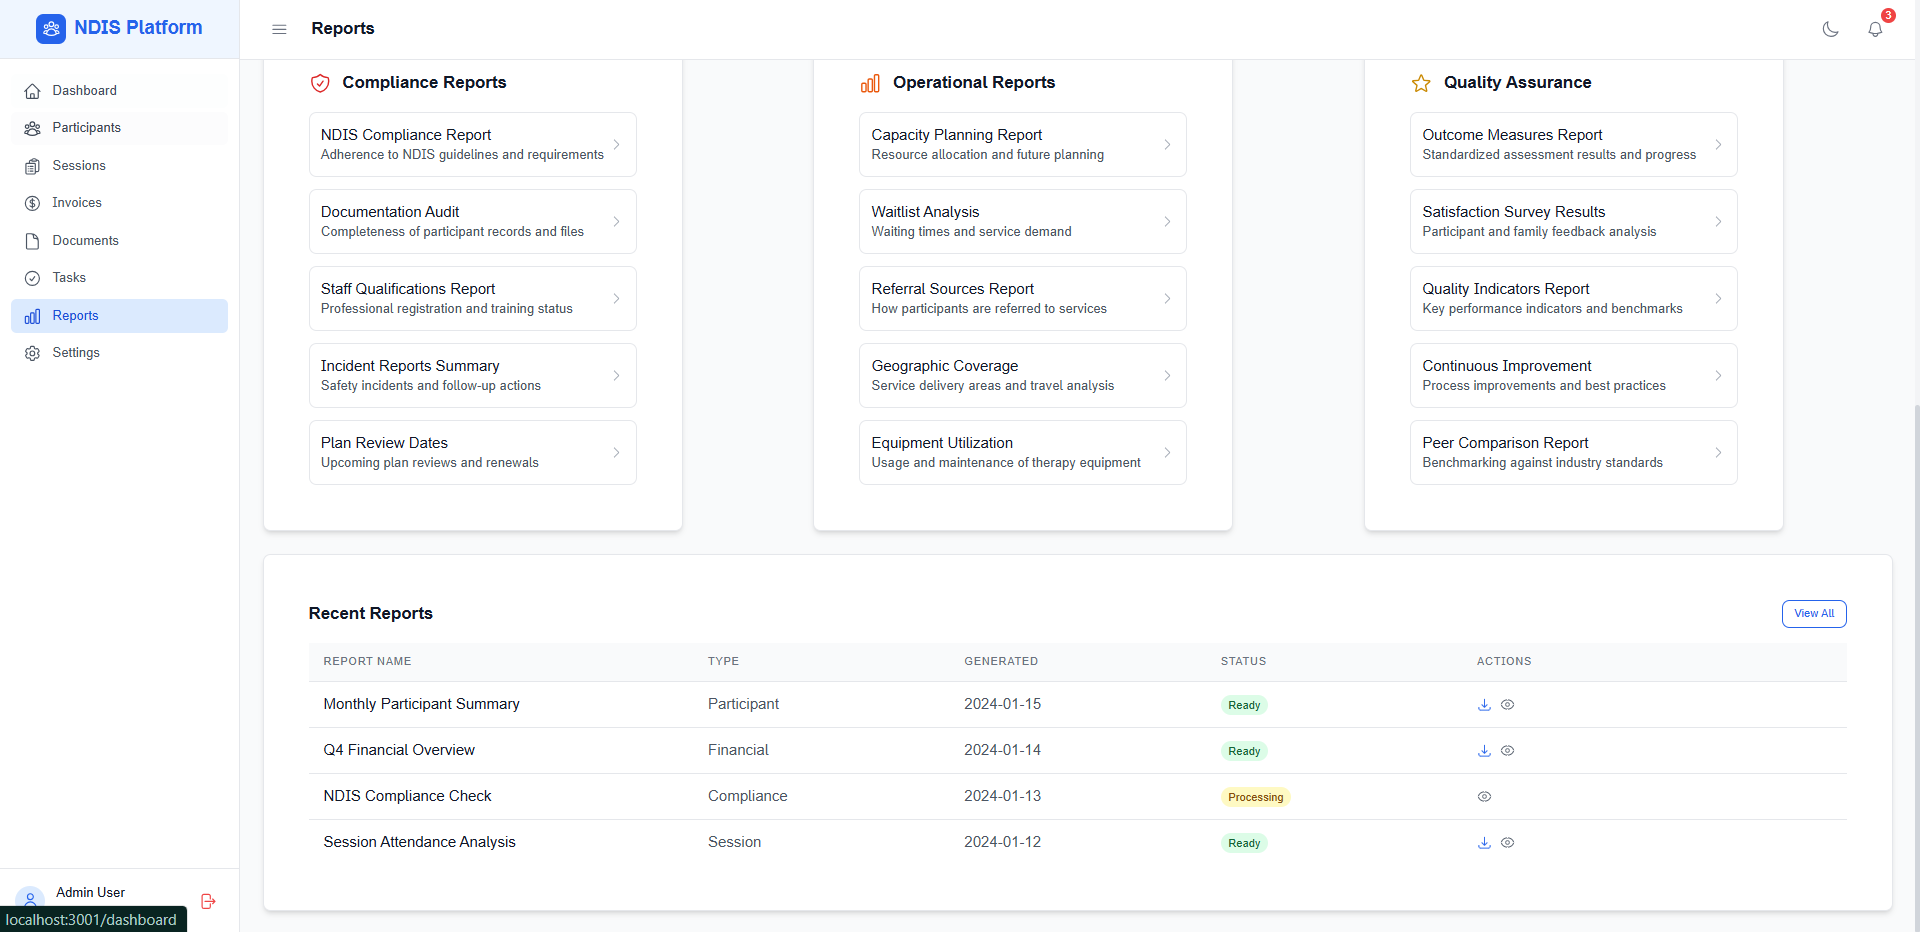 NDIS Platform
Reports
3
Dashboard
Participants
Sessions
Invoices
Documents
Tasks
Reports
Settings
Compliance Reports
NDIS Compliance Report
Adherence to NDIS guidelines and requirements
Documentation Audit
Completeness of participant records and files
Staff Qualifications Report
Professional registration and training status
Incident Reports Summary
Safety incidents and follow-up actions
Plan Review Dates
Upcoming plan reviews and renewals
Operational Reports
Capacity Planning Report
Resource allocation and future planning
Waitlist Analysis
Waiting times and service demand
Referral Sources Report
How participants are referred to services
Geographic Coverage
Service delivery areas and travel analysis
Equipment Utilization
Usage and maintenance of therapy equipment
Quality Assurance
Outcome Measures Report
Standardized assessment results and progress
Satisfaction Survey Results
Participant and family feedback analysis
Quality Indicators Report
Key performance indicators and benchmarks
Continuous Improvement
Process improvements and best practices
Peer Comparison Report
Benchmarking against industry standards
Recent Reports
View All
REPORT NAME TYPE GENERATED STATUS ACTIONS
Monthly Participant Summary Participant 2024-01-15 Ready
Q4 Financial Overview Financial 2024-01-14 Ready
NDIS Compliance Check Compliance 2024-01-13 Processing
Session Attendance Analysis Session 2024-01-12 Ready
Admin User
localhost:3001/dashboard